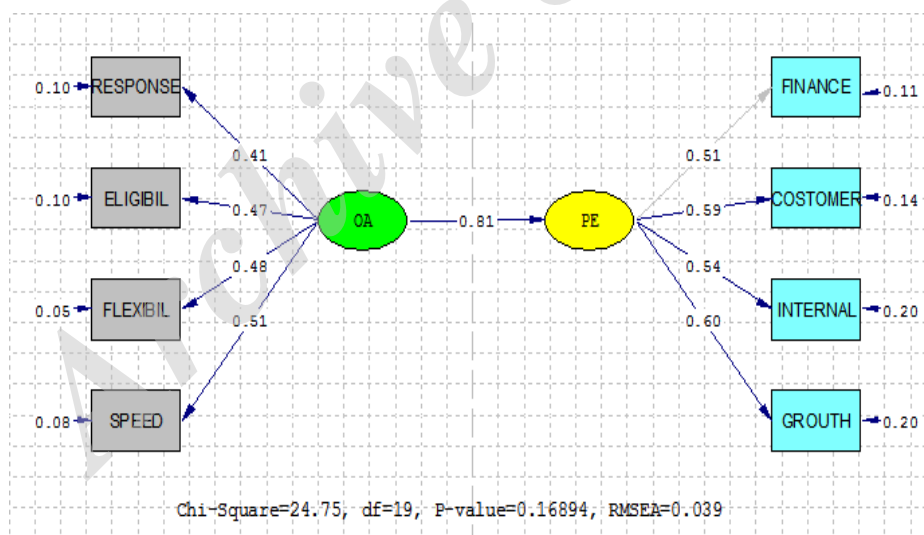 0.10 RESPONSE FINANCE 0.11
0.41 0.51
0.10 ELIGIBIL 0.47 OA 0.81 PE 0.59 COSTOMER 0.14
0.48 0.54
0.05 FLEXIBIL INTERNAL 0.20
0.51 0.60
0.08 SPEED GROUTH 0.20
Chi-Square=24.75, df=19, P-value=0.16894, RMSEA=0.039
Archive